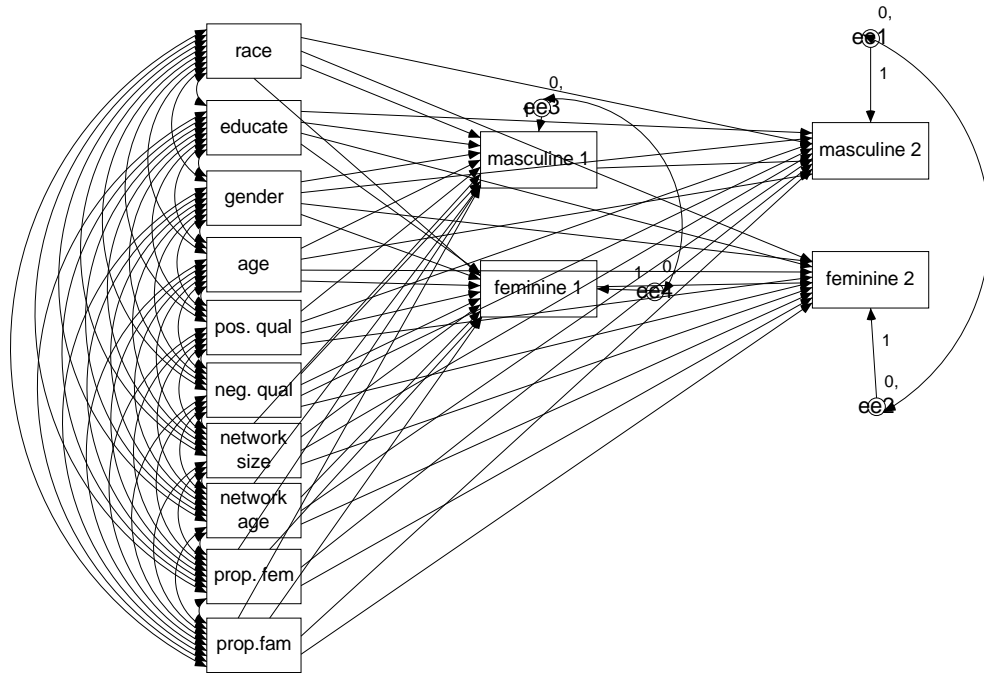 race
educate
gender
age
pos. qual
neg. qual
network
size
network
age
prop. fem
prop.fam
0,
ee3
masculine 1
feminine 1
1
0,
ee4
0,
ee1
1
masculine 2
feminine 2
1
0,
ee2